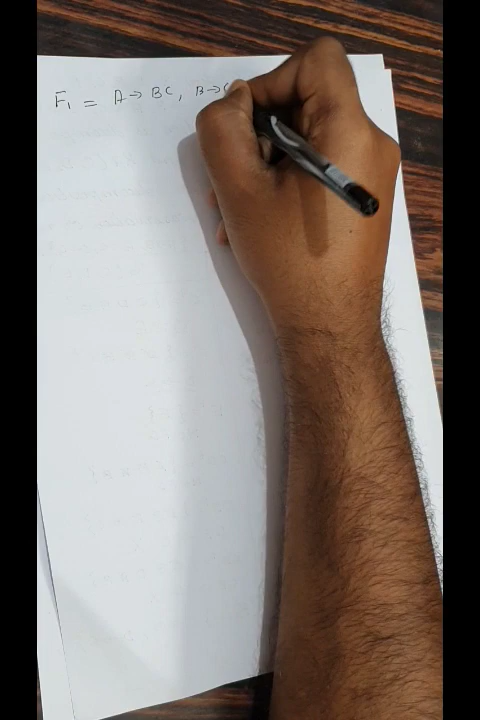 F₁ = A → BC, B → C